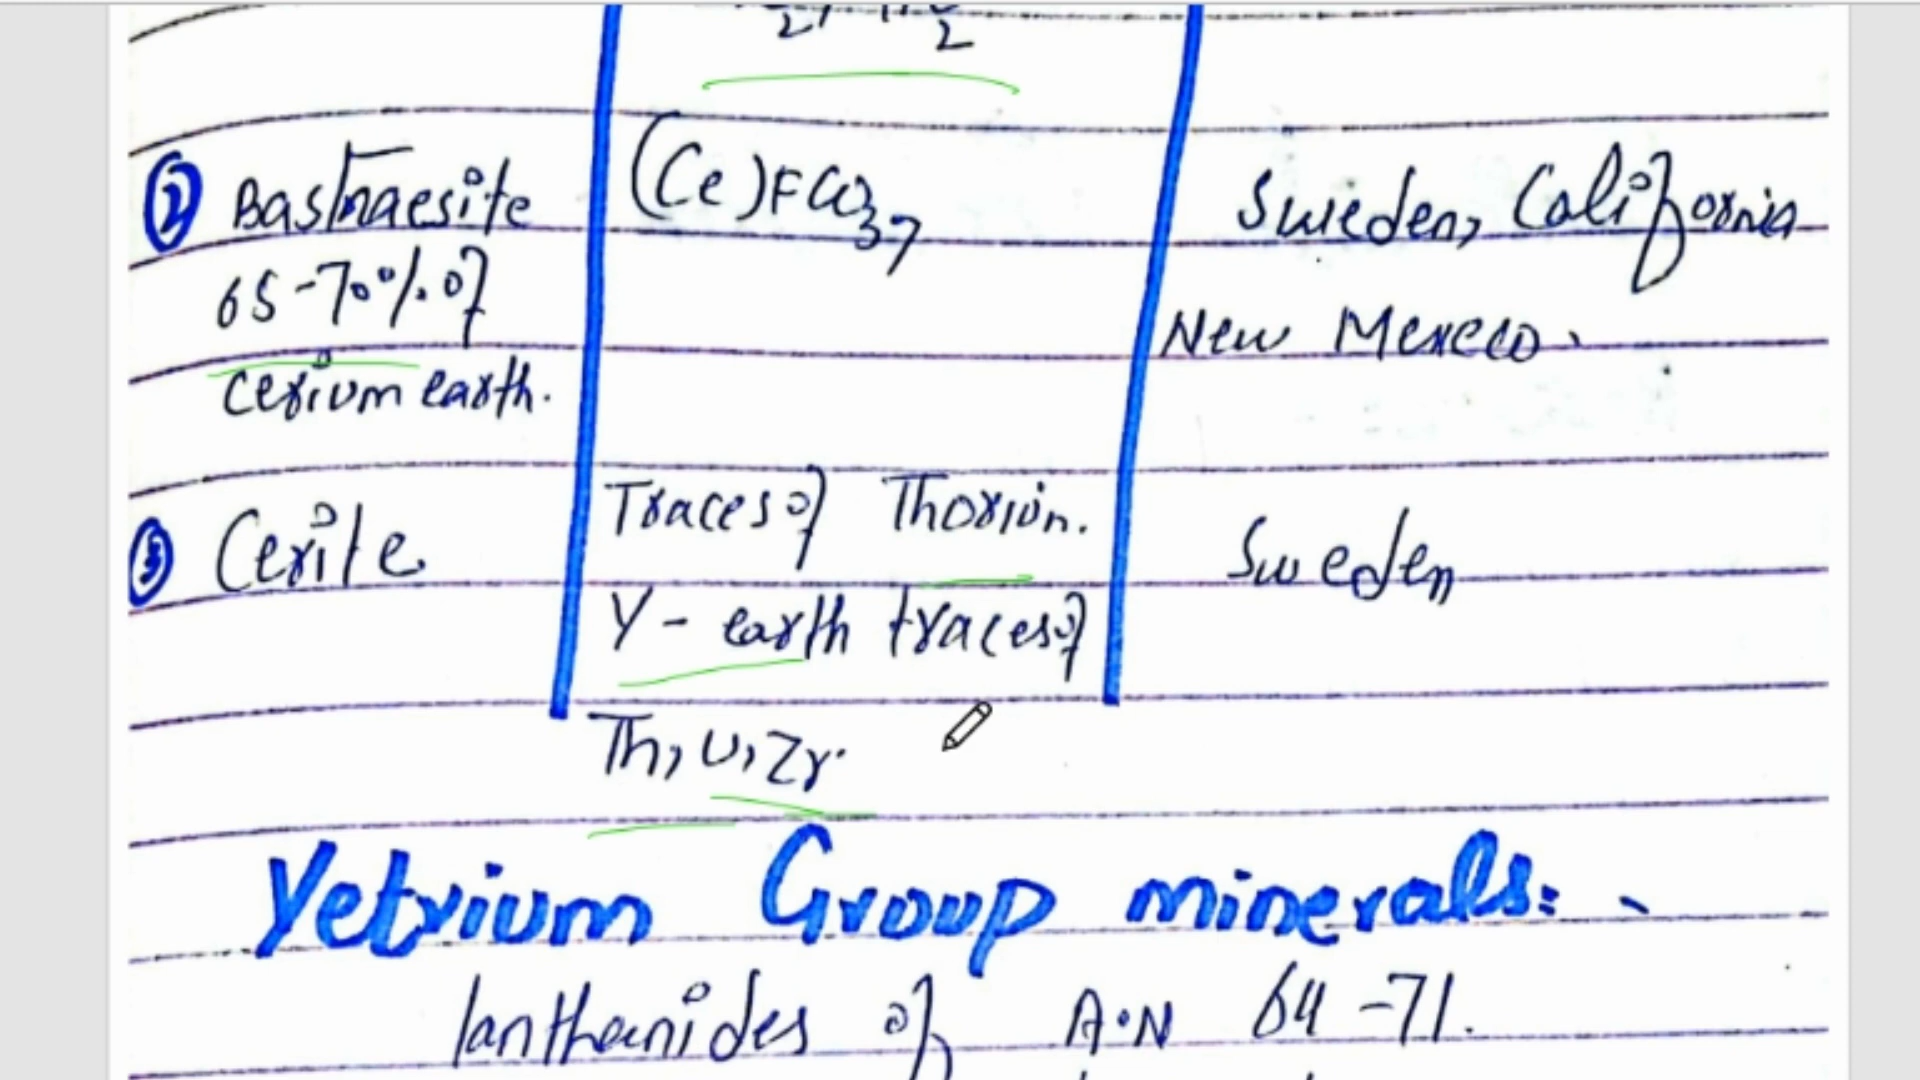 ② Bastnaesite (Ce)FCO3, Sweden, California
65-70% of New Mexeco.
Cerium earth.
③ Cerite Traces of Thorium. Sweden
Y - earth traces of
Th, U, Zr.
Yetrium Group minerals:
lanthanides of A.N 64-71.